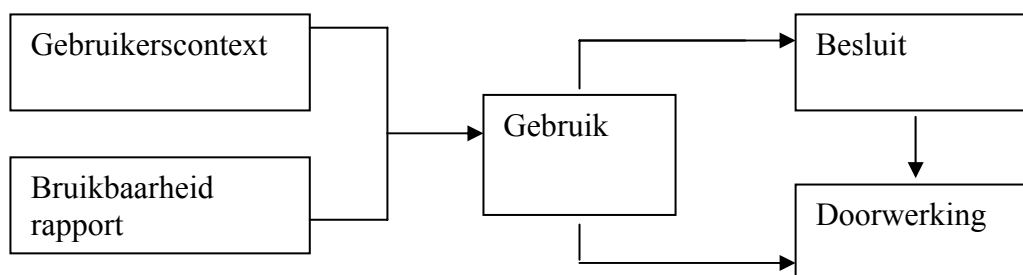 Gebruikerscontext
Bruikbaarheid
rapport
Gebruik
Besluit
Doorwerking